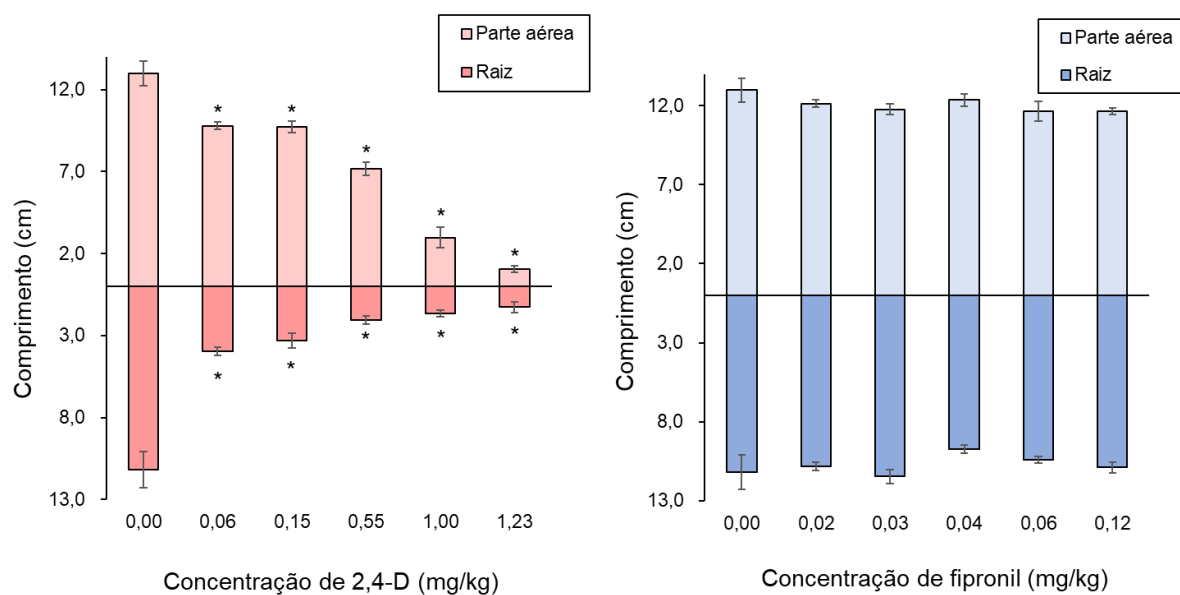 Parte aérea
Raiz
12,0
7,0
2,0
3,0
8,0
13,0
Comprimento (cm)
* * * * *
* * * * *
0,00 0,06 0,15 0,55 1,00 1,23
Concentração de 2,4-D (mg/kg)
Parte aérea
Raiz
12,0
7,0
2,0
3,0
8,0
13,0
Comprimento (cm)
0,00 0,02 0,03 0,04 0,06 0,12
Concentração de fipronil (mg/kg)